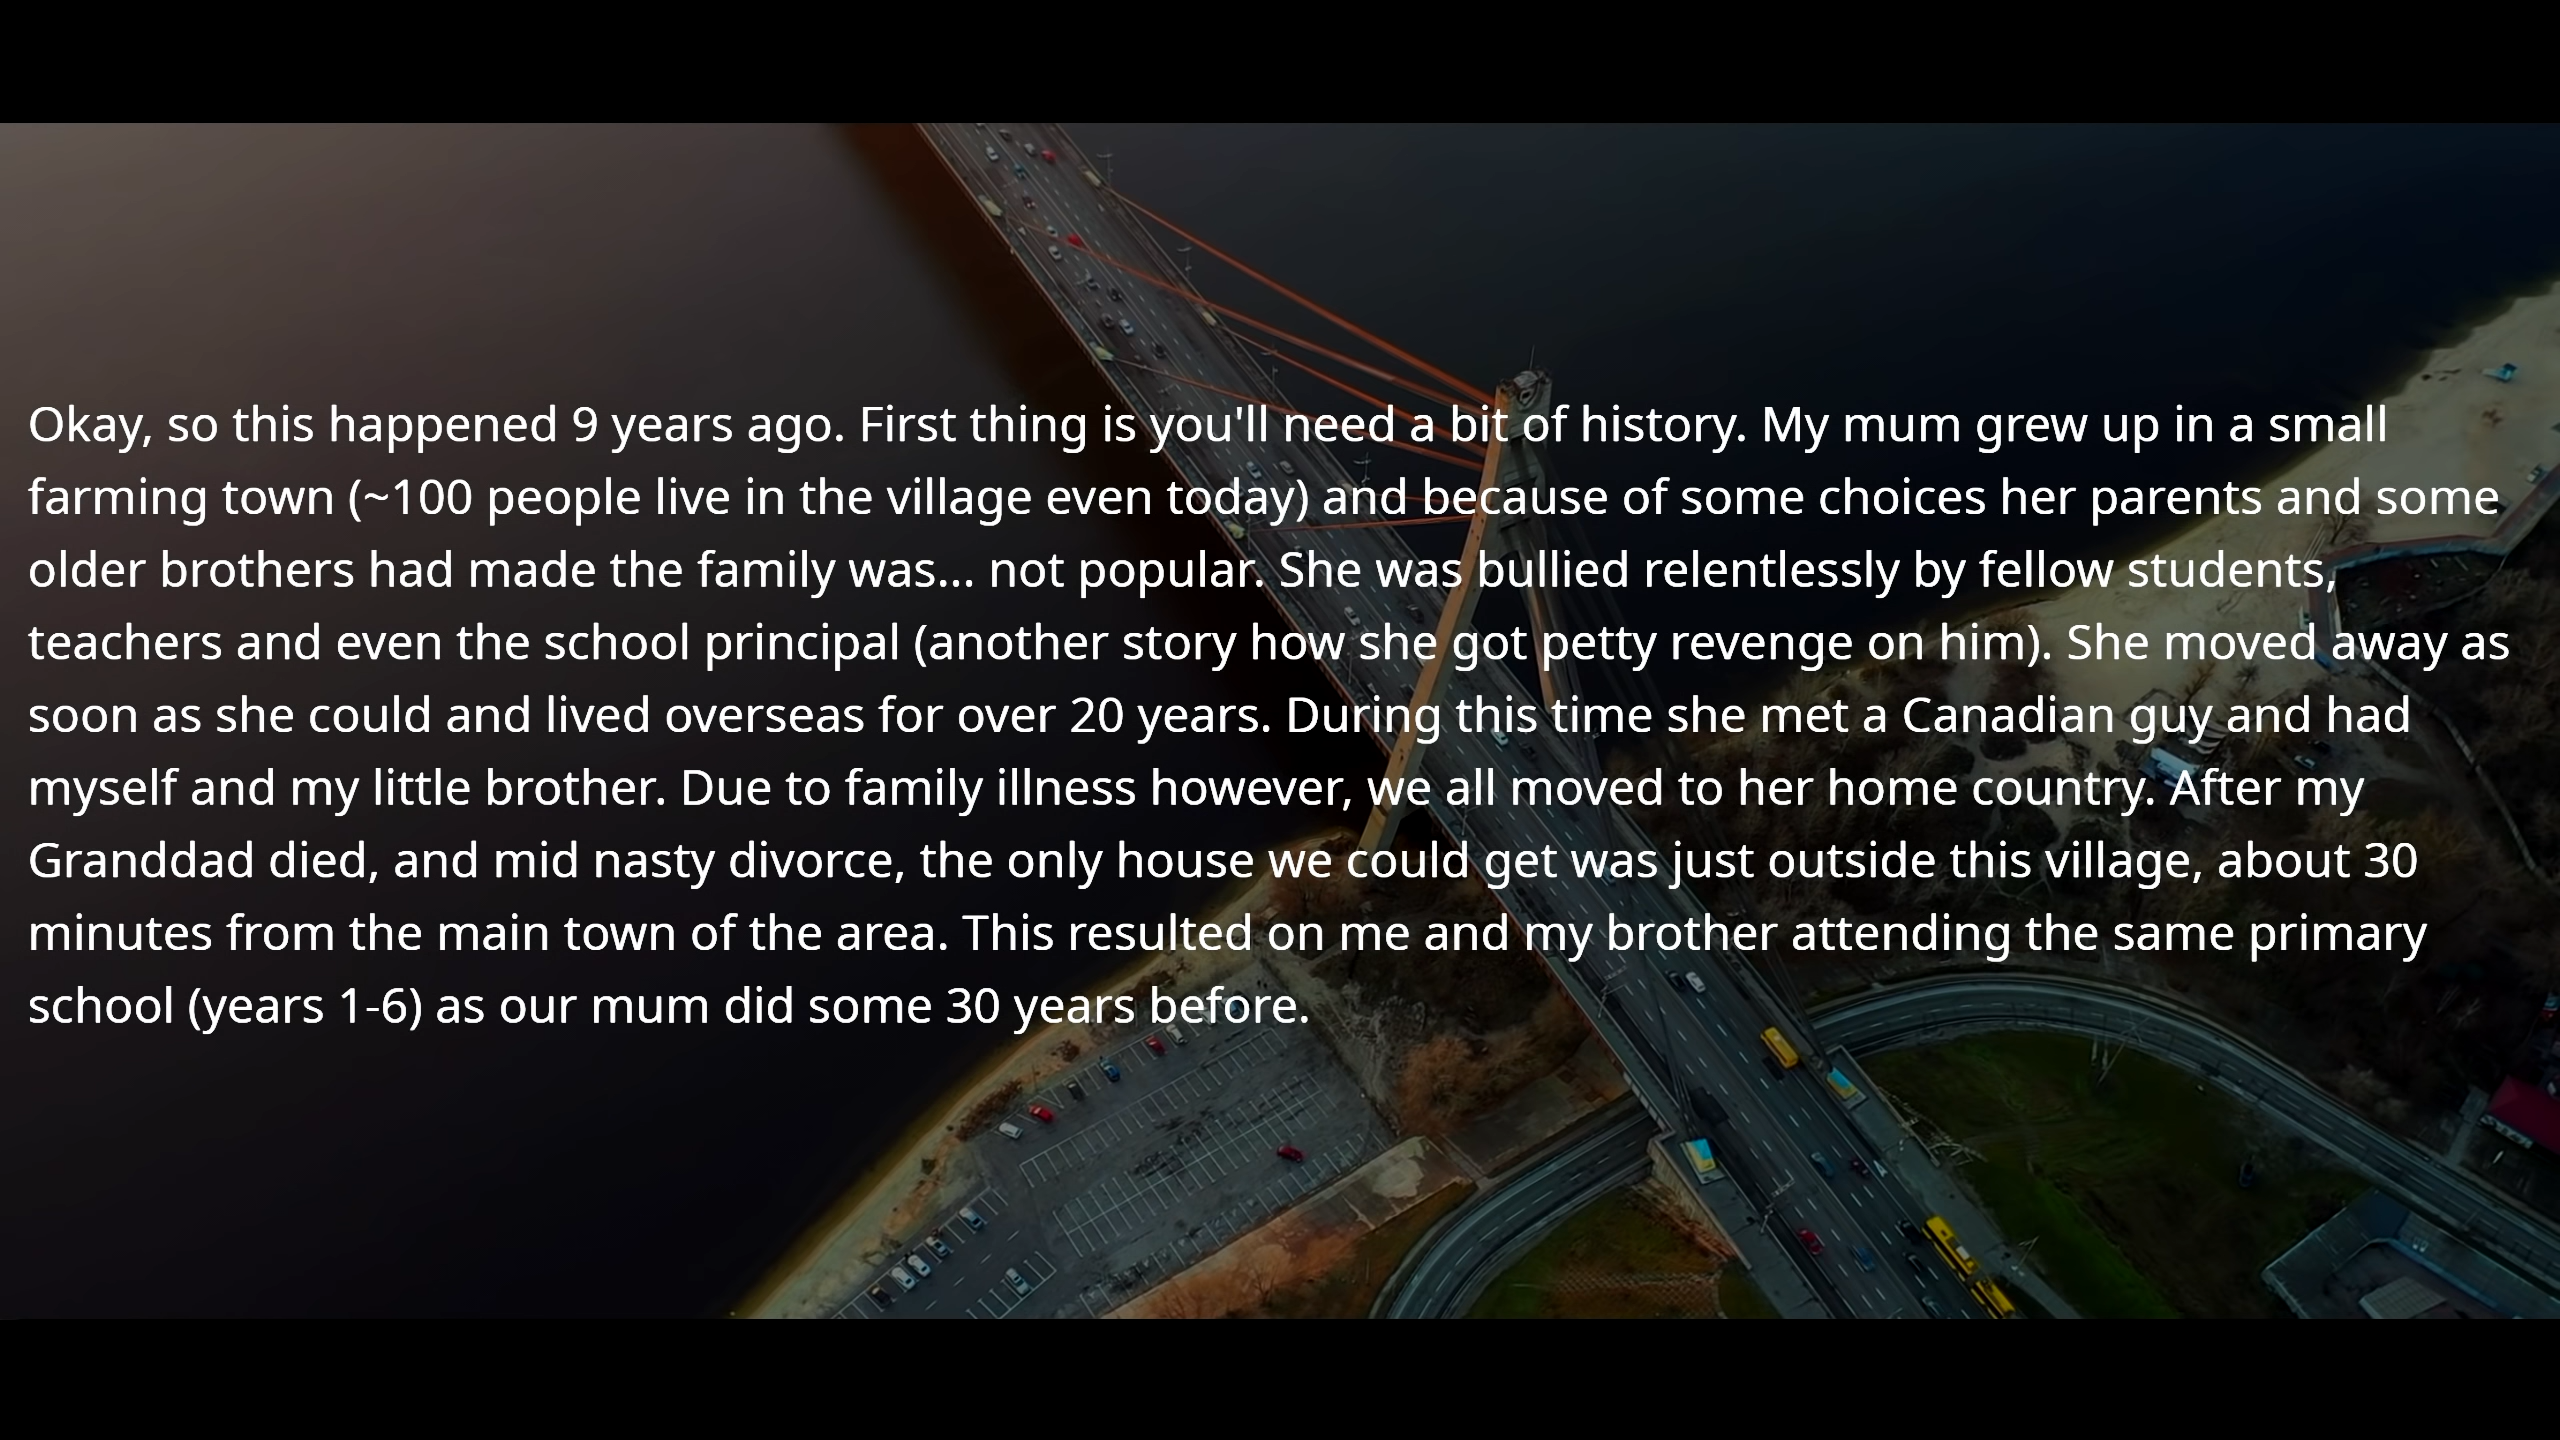 Okay, so this happened 9 years ago. First thing is you'll need a bit of history. My mum grew up in a small
farming town (~100 people live in the village even today) and because of some choices her parents and some
older brothers had made the family was... not popular. She was bullied relentlessly by fellow students,
teachers and even the school principal (another story how she got petty revenge on him). She moved away as
soon as she could and lived overseas for over 20 years. During this time she met a Canadian guy and had
myself and my little brother. Due to family illness however, we all moved to her home country. After my
Granddad died, and mid nasty divorce, the only house we could get was just outside this village, about 30
minutes from the main town of the area. This resulted on me and my brother attending the same primary
school (years 1-6) as our mum did some 30 years before.